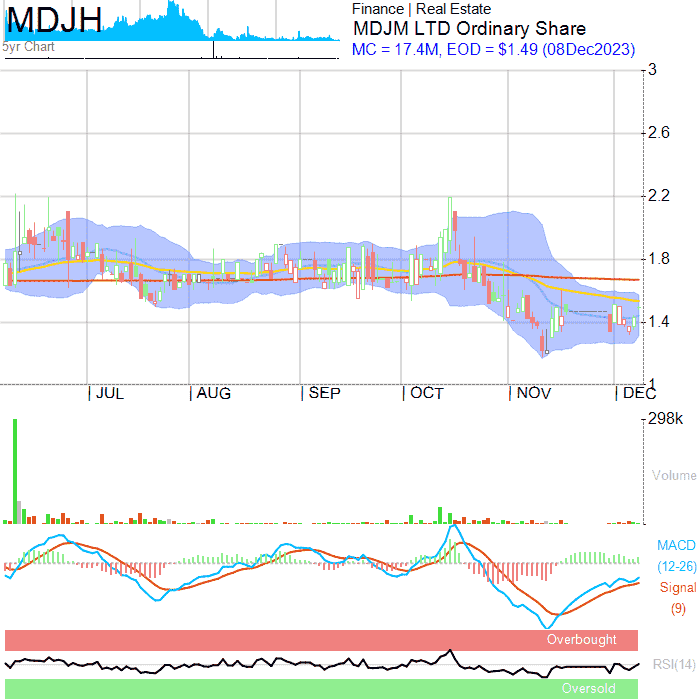 MDJH
5yr Chart
Finance | Real Estate
MDJM LTD Ordinary Share
MC = 17.4M, EOD = $1.49 (08Dec2023)
3
2.6
2.2
1.8
1.4
1
| JUL | AUG | SEP | OCT | NOV | DEC
298k
Volume
MACD
(12-26)
Signal
(9)
Overbought
RSI(14)
Oversold